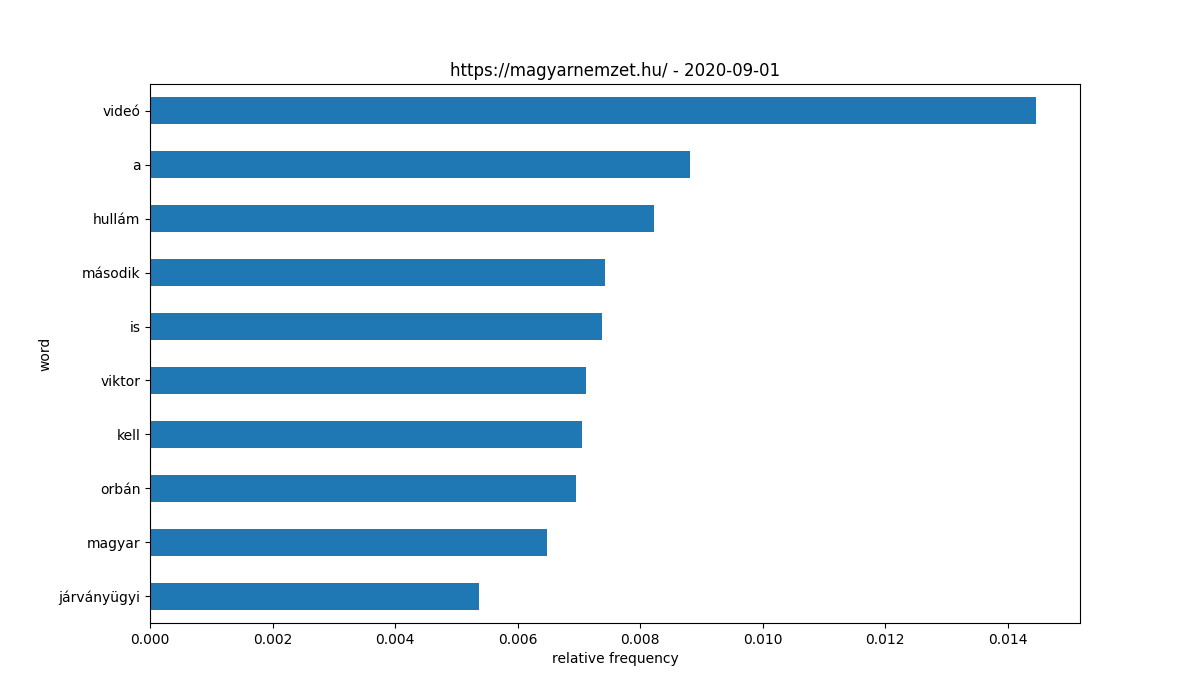 https://magyarnemzet.hu/ - 2020-09-01
videó
a
hullám
második
is
viktor
kell
orbán
magyar
járványügyi
word
0.000 0.002 0.004 0.006 0.008 0.010 0.012 0.014
relative frequency